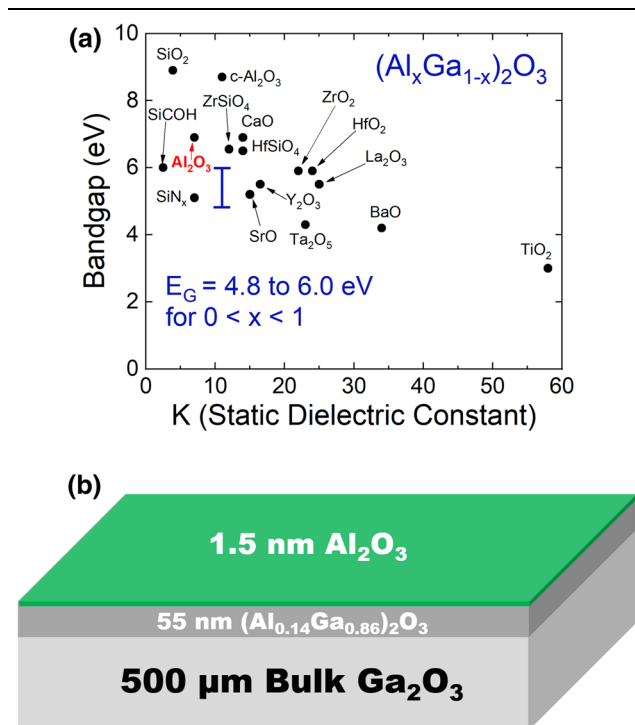 (a)
(AlₓGa₁₋ₓ)₂O₃
10
8
6
4
2
0
Bandgap (eV)
SiO₂
c-Al₂O₃
ZrSiO₄
CaO
ZrO₂
SiCOH
HfO₂
Al₂O₃
HfSiO₄
La₂O₃
SiNₓ
Y₂O₃
SrO
Ta₂O₅
BaO
TiO₂
E_G = 4.8 to 6.0 eV
for 0 < x < 1
0 10 20 30 40 50 60
K (Static Dielectric Constant)
(b)
1.5 nm Al₂O₃
55 nm (Al₀.₁₄Ga₀.₈₆)₂O₃
500 µm Bulk Ga₂O₃